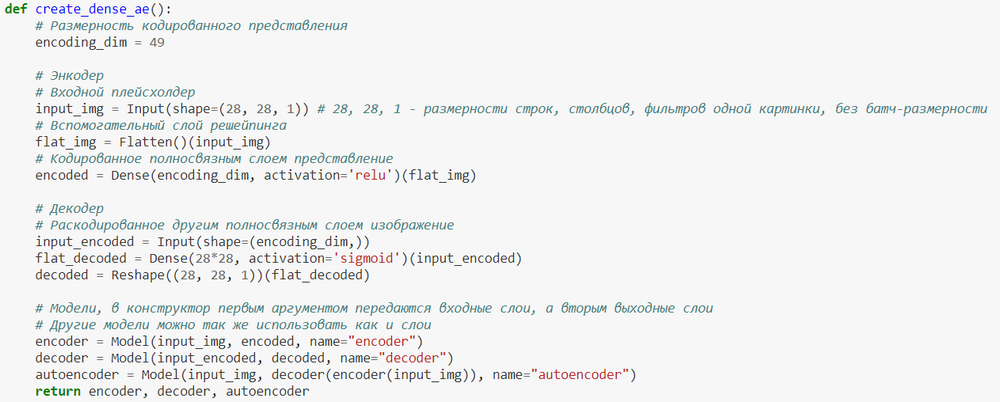 def create_dense_ae():
    # Размерность кодированного представления
    encoding_dim = 49

    # Энкодер
    # Входной плейсхолдер
    input_img = Input(shape=(28, 28, 1)) # 28, 28, 1 - размерности строк, столбцов, фильтров одной картинки, без батч-размерности
    # Вспомогательный слой решейпинга
    flat_img = Flatten()(input_img)
    # Кодированное полносвязным слоем представление
    encoded = Dense(encoding_dim, activation='relu')(flat_img)

    # Декодер
    # Раскодированное другим полносвязным слоем изображение
    input_encoded = Input(shape=(encoding_dim,))
    flat_decoded = Dense(28*28, activation='sigmoid')(input_encoded)
    decoded = Reshape((28, 28, 1))(flat_decoded)

    # Модели, в конструктор первым аргументом передаются входные слои, а вторым выходные слои
    # Другие модели можно так же использовать как и слои
    encoder = Model(input_img, encoded, name="encoder")
    decoder = Model(input_encoded, decoded, name="decoder")
    autoencoder = Model(input_img, decoder(encoder(input_img)), name="autoencoder")
    return encoder, decoder, autoencoder